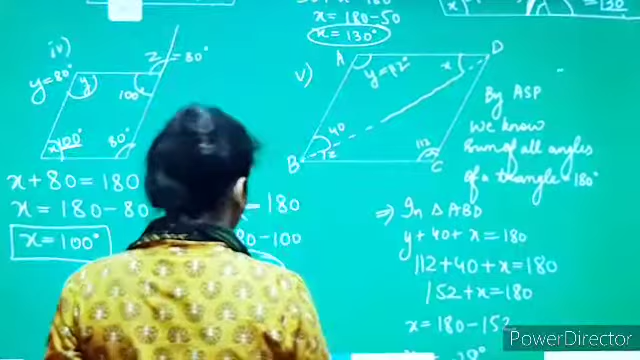 x = 180-50
x = 130°
x
130°
iv)
z = 80°
y=80°
y
100°
x 100°
80°
x+80 = 180
x = 180-80
x = 100°
- 180
80-100
v)
A
D
y=112°
x
40
z
112
B
C
By ASP
we know
Sum of all angles
of a triangle = 180°
⇒ In △ ABD
y+40+x = 180
112+40+x = 180
152+x = 180
x = 180-152
PowerDirector